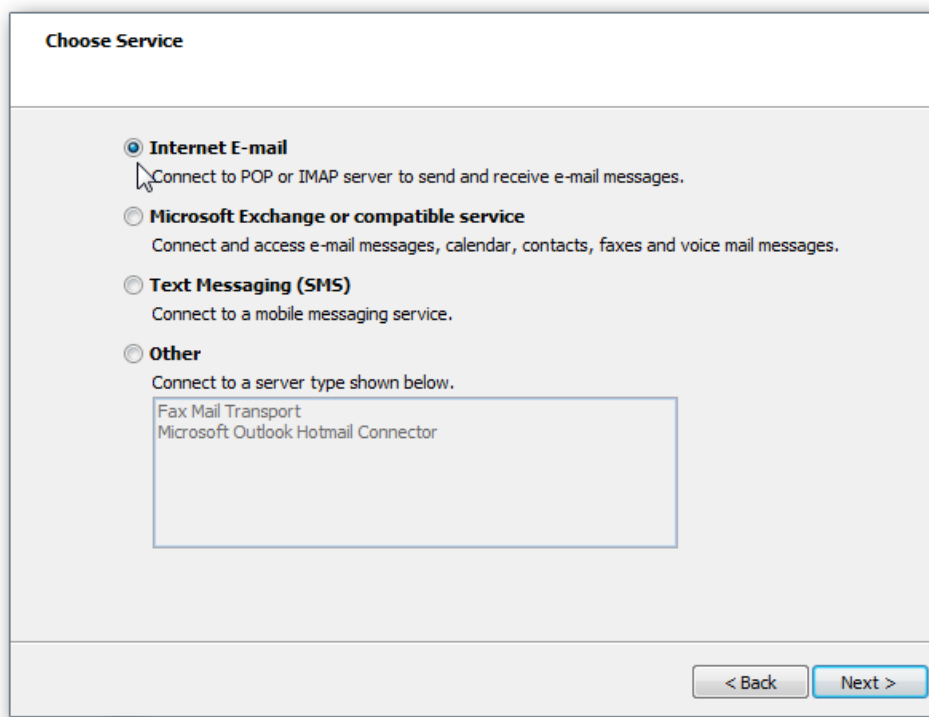 Choose Service
Internet E-mail
Connect to POP or IMAP server to send and receive e-mail messages.
Microsoft Exchange or compatible service
Connect and access e-mail messages, calendar, contacts, faxes and voice mail messages.
Text Messaging (SMS)
Connect to a mobile messaging service.
Other
Connect to a server type shown below.
Fax Mail Transport
Microsoft Outlook Hotmail Connector
< Back Next >